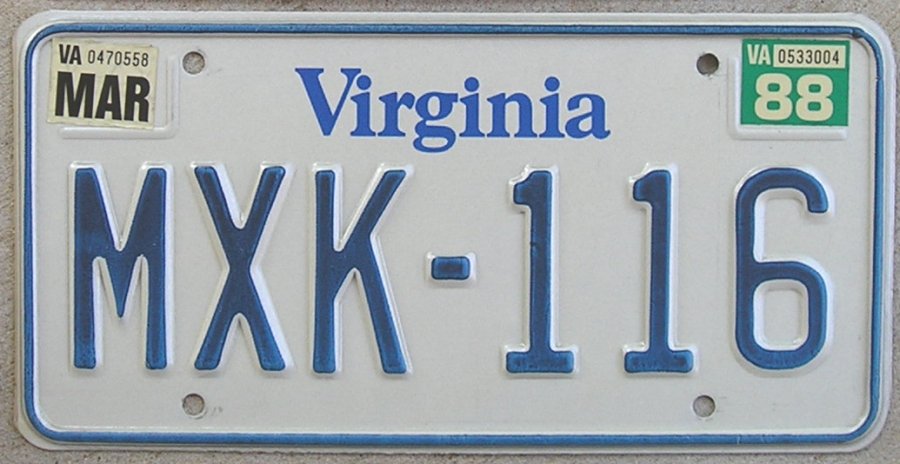 VA 0470558
MAR
Virginia
VA 0533004
88
MXK-116